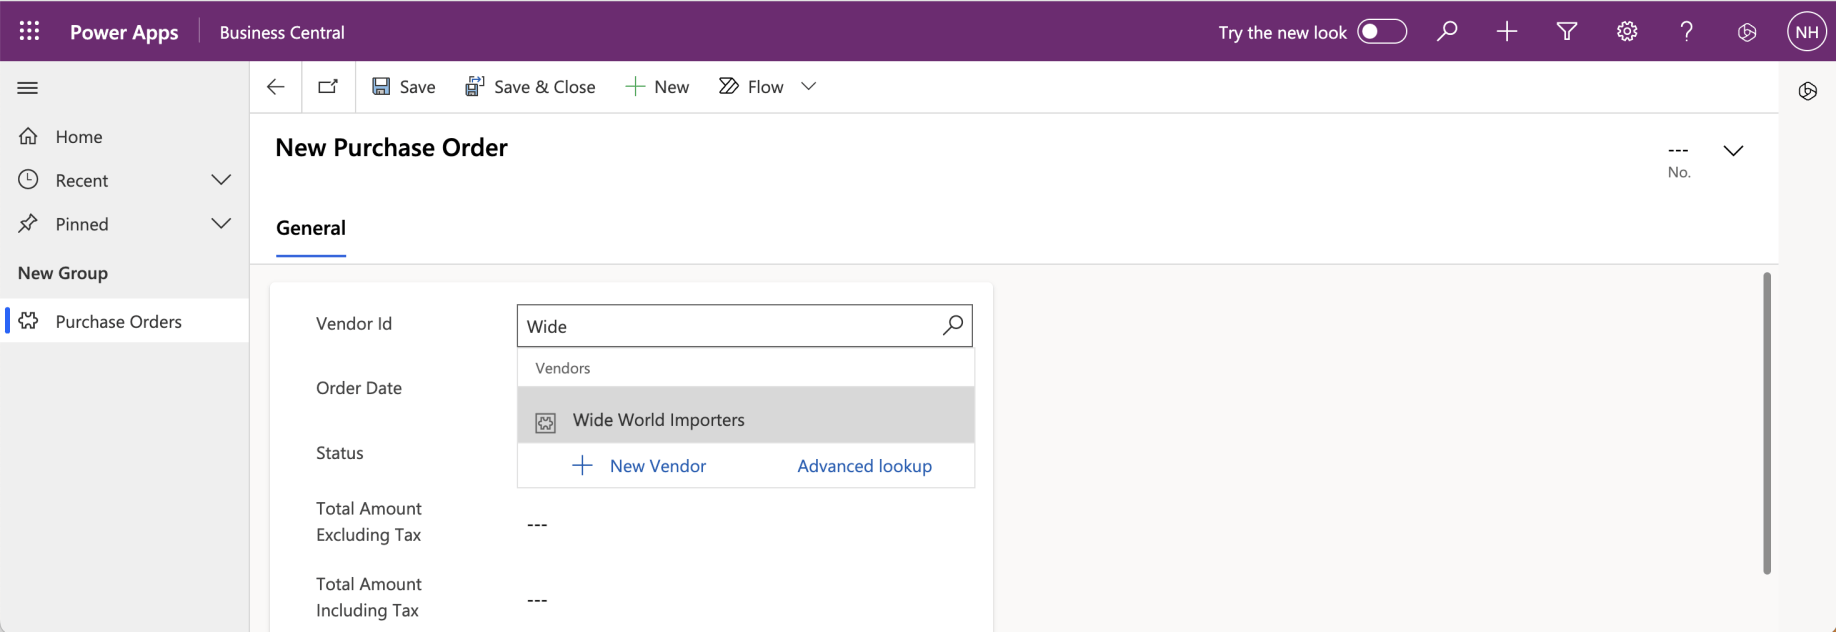 Power Apps
Business Central
Try the new look
NH
Save
Save & Close
New
Flow
Home
Recent
Pinned
New Group
Purchase Orders
New Purchase Order
---
No.
General
Vendor Id
Wide
Vendors
Wide World Importers
New Vendor
Advanced lookup
Order Date
Status
Total Amount
Excluding Tax
---
Total Amount
Including Tax
---